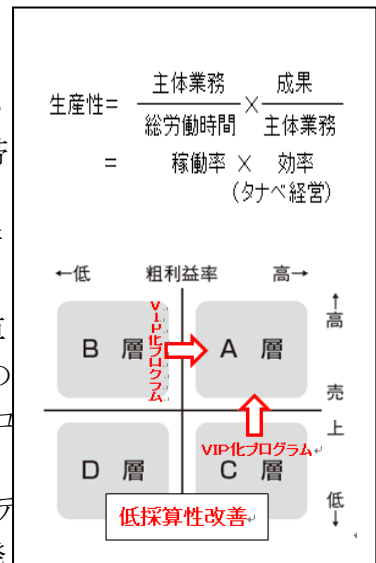 生産性= 主体業務/総労働時間 × 成果/主体業務
= 稼働率 × 効率
(タナベ経営)
←低 粗利益率 高→
↑高
B 層
VIP化プログラム
A 層
売
上
VIP化プログラム
D 層
C 層
低↓
低採算性改善